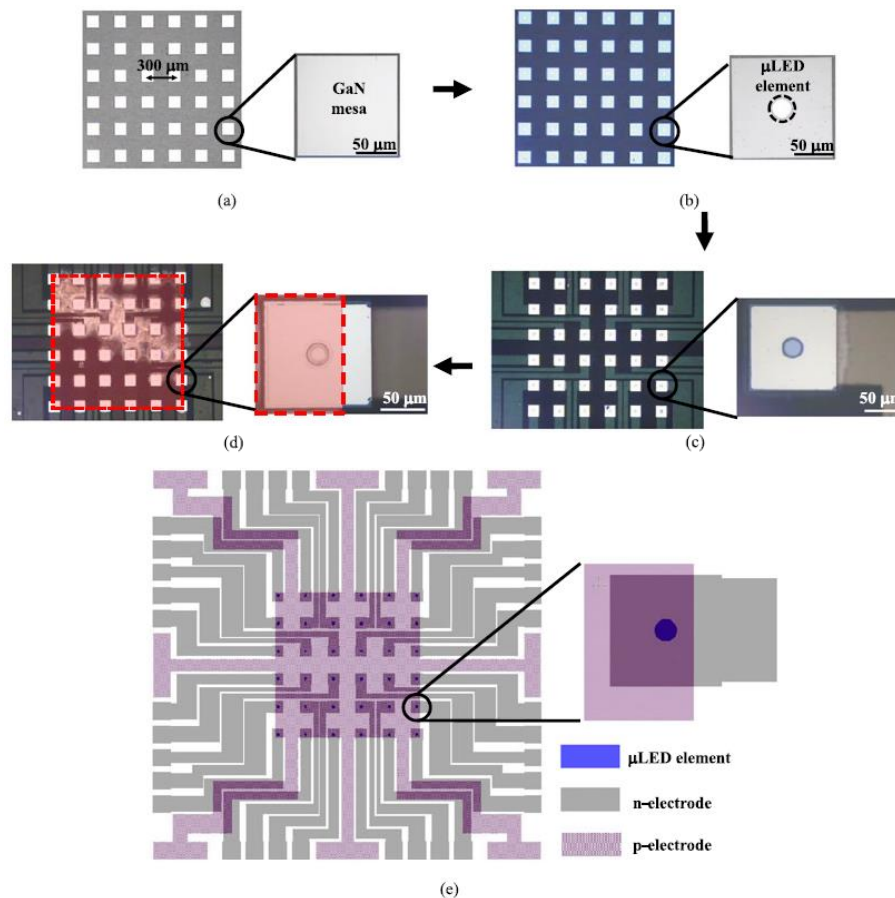 300 μm
GaN
mesa
50 μm
(a)
μLED
element
50 μm
(b)
50 μm
(d)
50 μm
(c)
μLED element
n-electrode
p-electrode
(e)